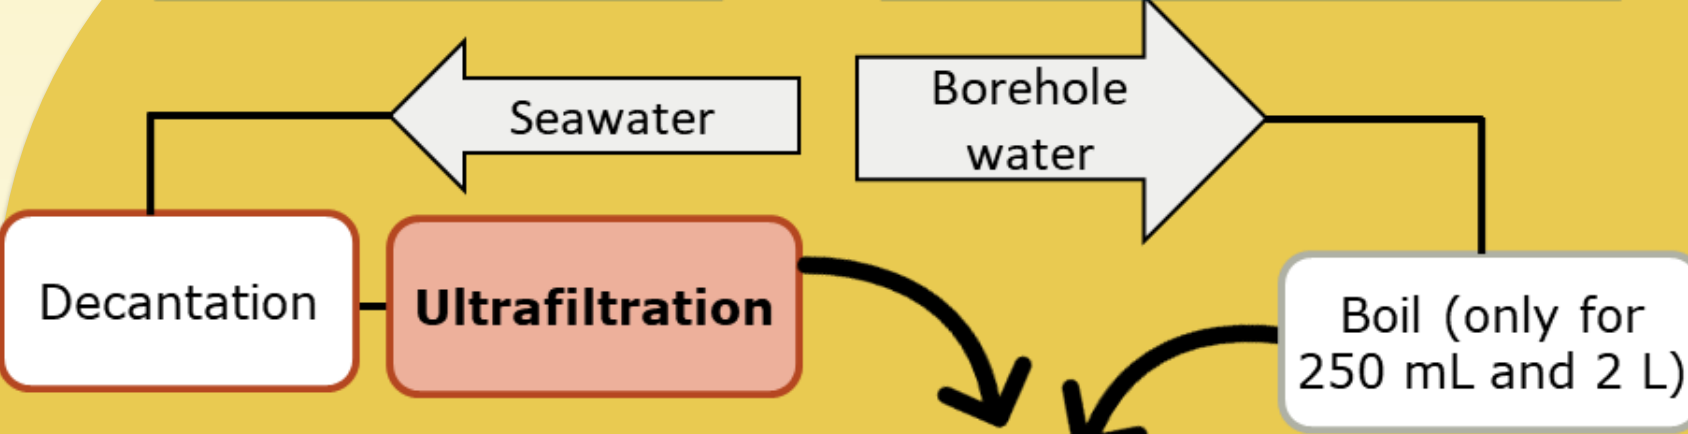 Seawater
Borehole
water
Decantation
Ultrafiltration
Boil (only for
250 mL and 2 L)